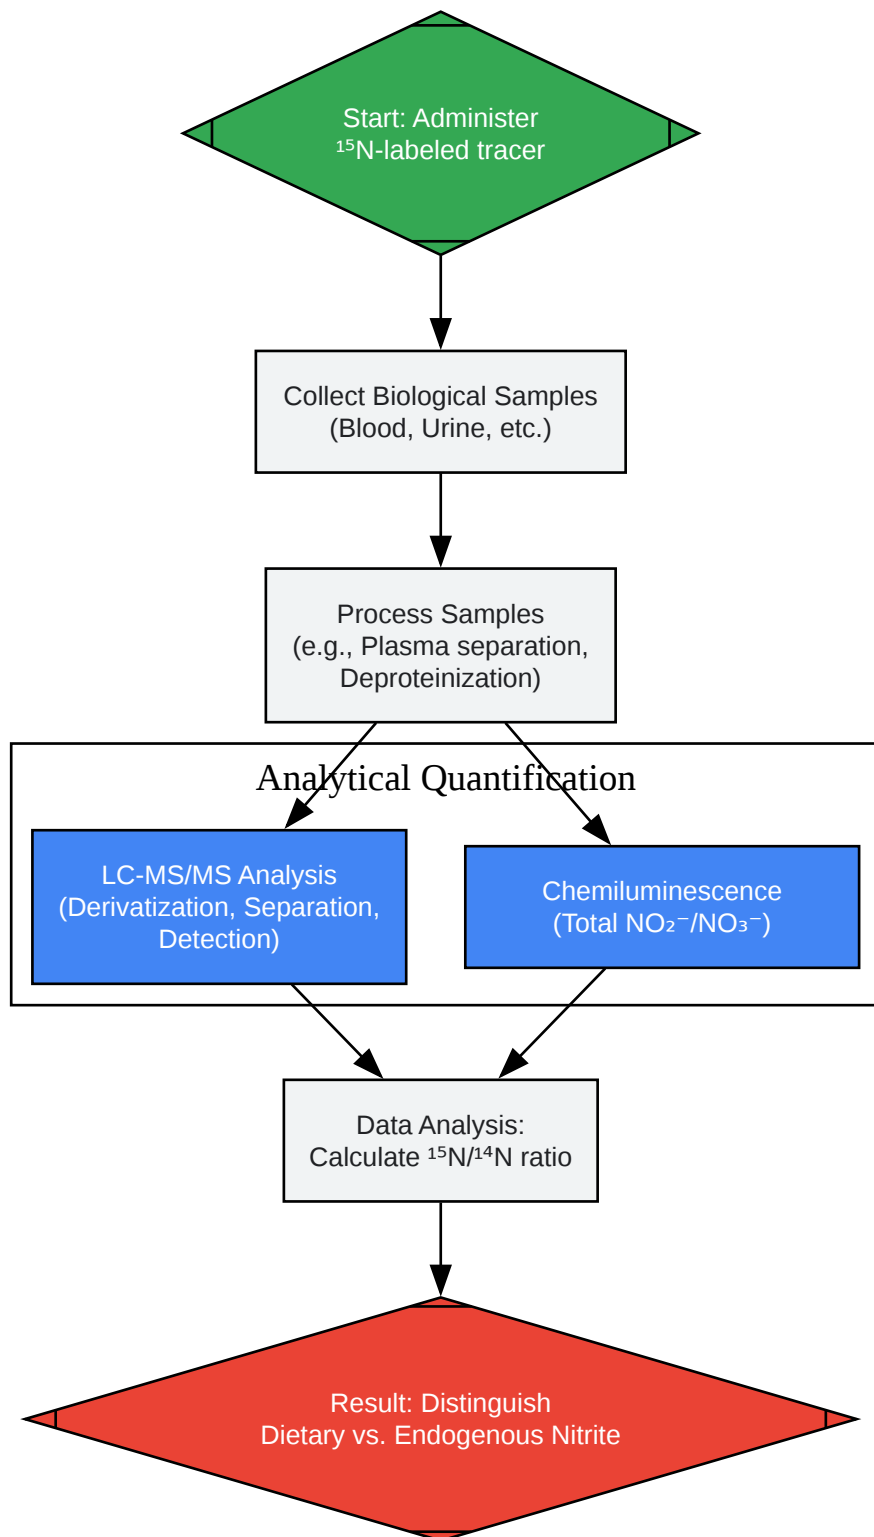 Start: Administer
¹⁵N-labeled tracer
Collect Biological Samples
(Blood, Urine, etc.)
Process Samples
(e.g., Plasma separation,
Deproteinization)
Analytical Quantification
LC-MS/MS Analysis
(Derivatization, Separation,
Detection)
Chemiluminescence
(Total NO₂⁻/NO₃⁻)
Data Analysis:
Calculate ¹⁵N/¹⁴N ratio
Result: Distinguish
Dietary vs. Endogenous Nitrite